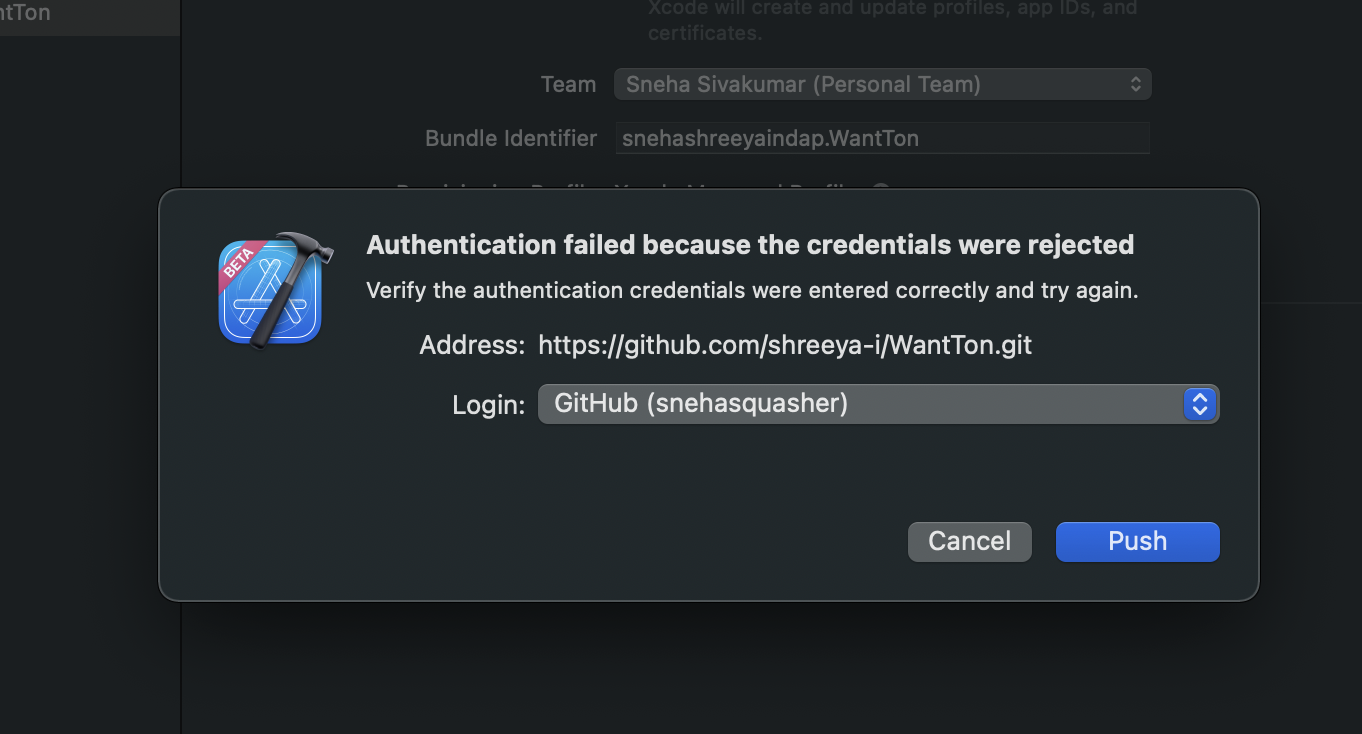 ntTon
Xcode will create and update profiles, app IDs, and
certificates.
Team Sneha Sivakumar (Personal Team)
Bundle Identifier snehashreeyaindap.WantTon
BETA
Authentication failed because the credentials were rejected
Verify the authentication credentials were entered correctly and try again.
Address: https://github.com/shreeya-i/WantTon.git
Login: GitHub (snehasquasher)
Cancel Push